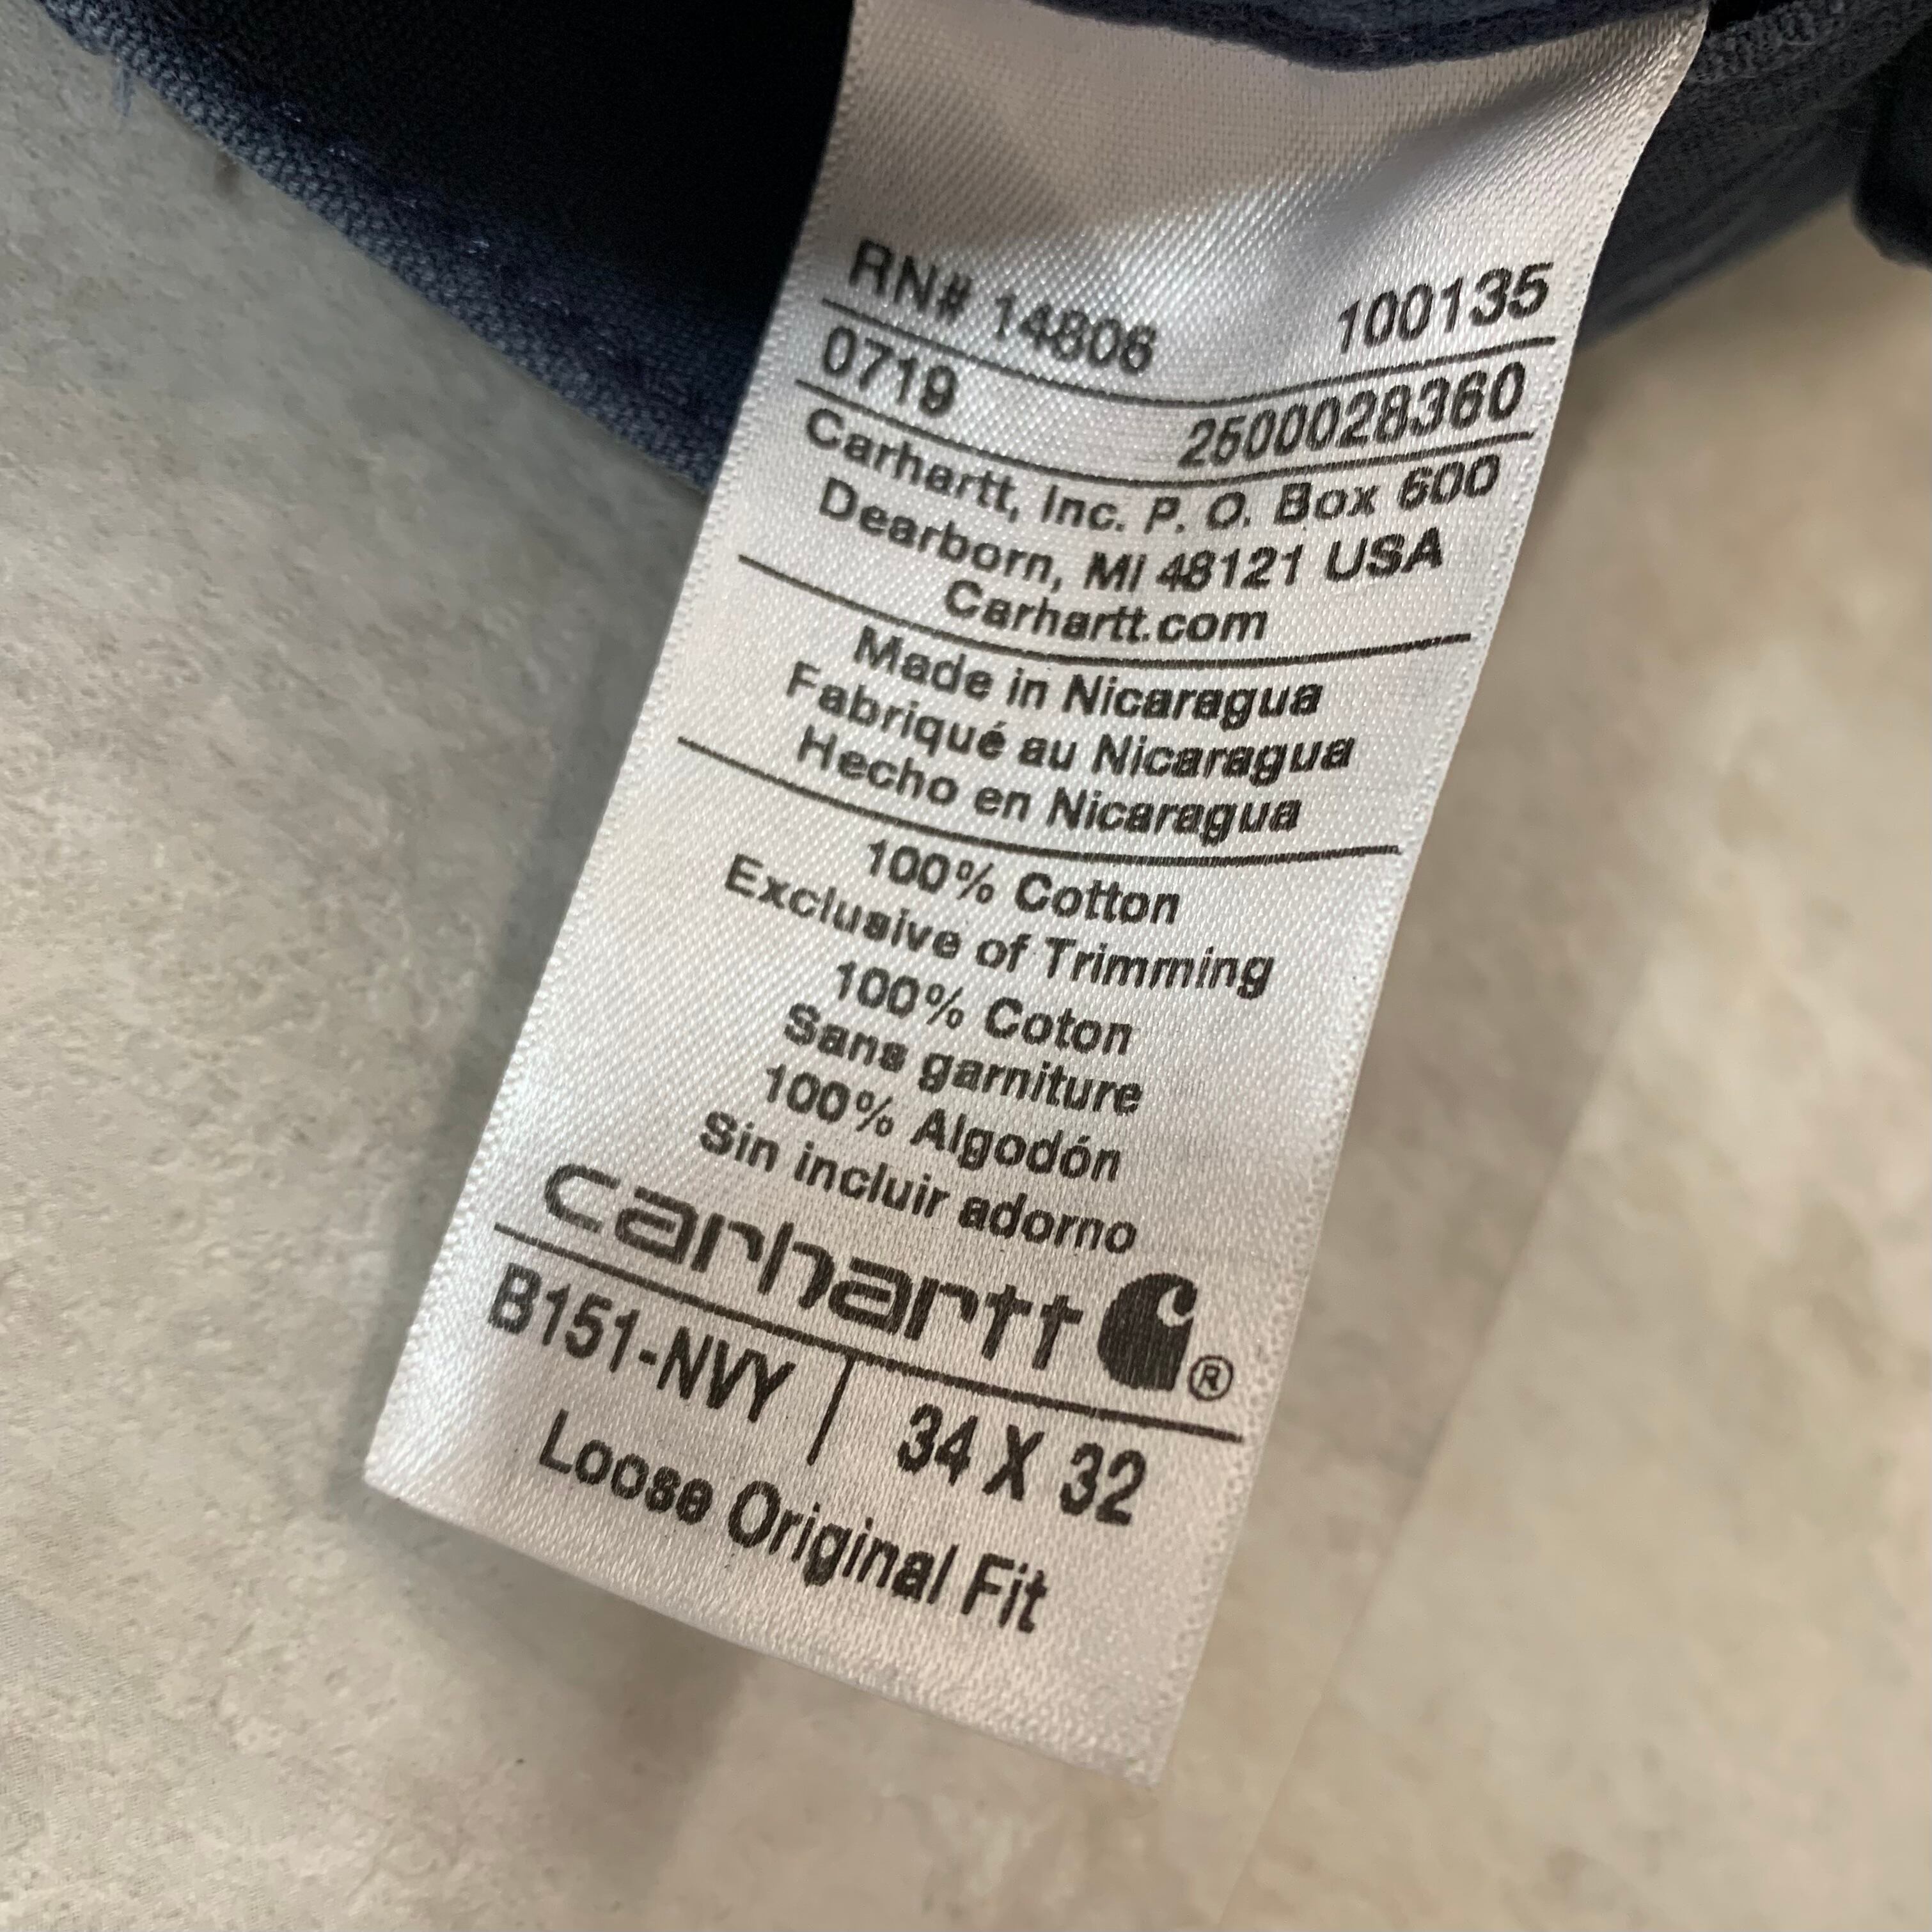 RN# 14806 100135
0719 2500028360
Carhartt, Inc. P. O. Box 600
Dearborn, MI 48121 USA
Carhartt.com
Made in Nicaragua
Fabriqué au Nicaragua
Hecho en Nicaragua
100% Cotton
Exclusive of Trimming
100% Coton
Sans garniture
100% Algodón
Sin incluir adorno
carhartt ®
B151-NVY | 34 X 32
Loose Original Fit